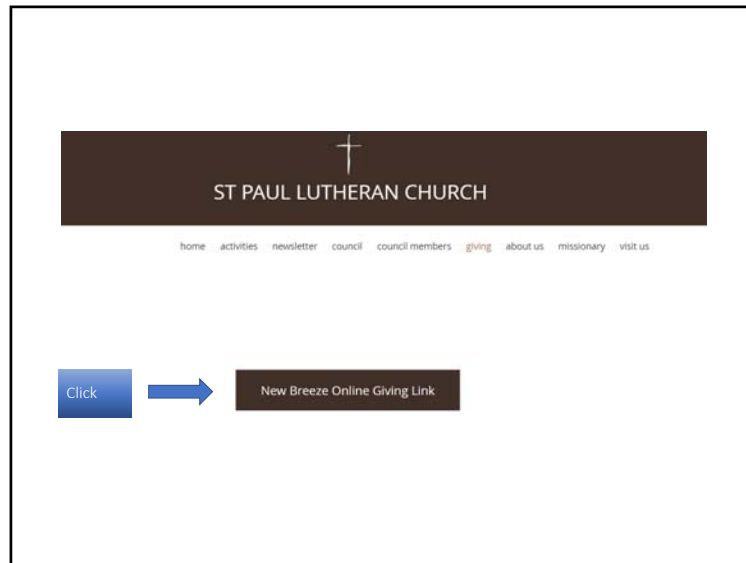 ST PAUL LUTHERAN CHURCH
home activities newsletter council council members giving about us missionary visit us
Click
New Breeze Online Giving Link